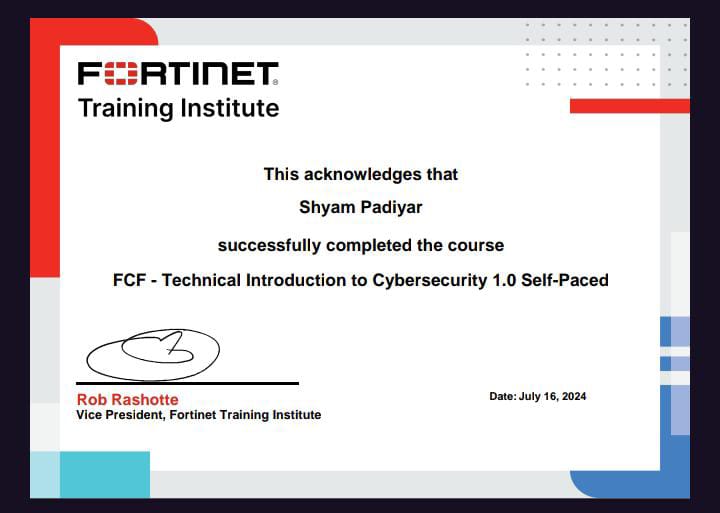 FORTINET®
Training Institute
This acknowledges that
Shyam Padiyar
successfully completed the course
FCF - Technical Introduction to Cybersecurity 1.0 Self-Paced
Rob Rashotte
Vice President, Fortinet Training Institute
Date: July 16, 2024